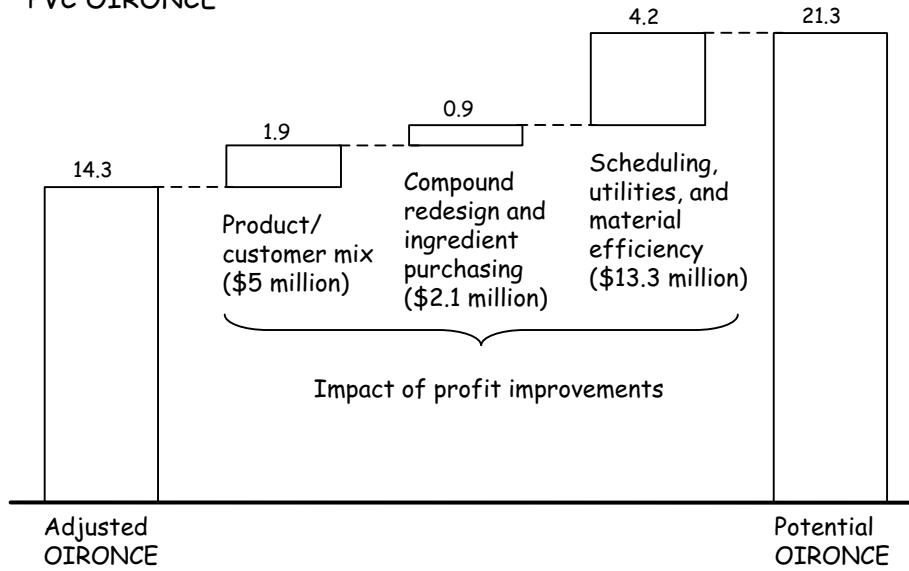 PVC OIRONCE
4.2
21.3
0.9
1.9
14.3
Product/
customer mix
($5 million)
Compound
redesign and
ingredient
purchasing
($2.1 million)
Scheduling,
utilities, and
material
efficiency
($13.3 million)
Impact of profit improvements
Adjusted
OIRONCE
Potential
OIRONCE